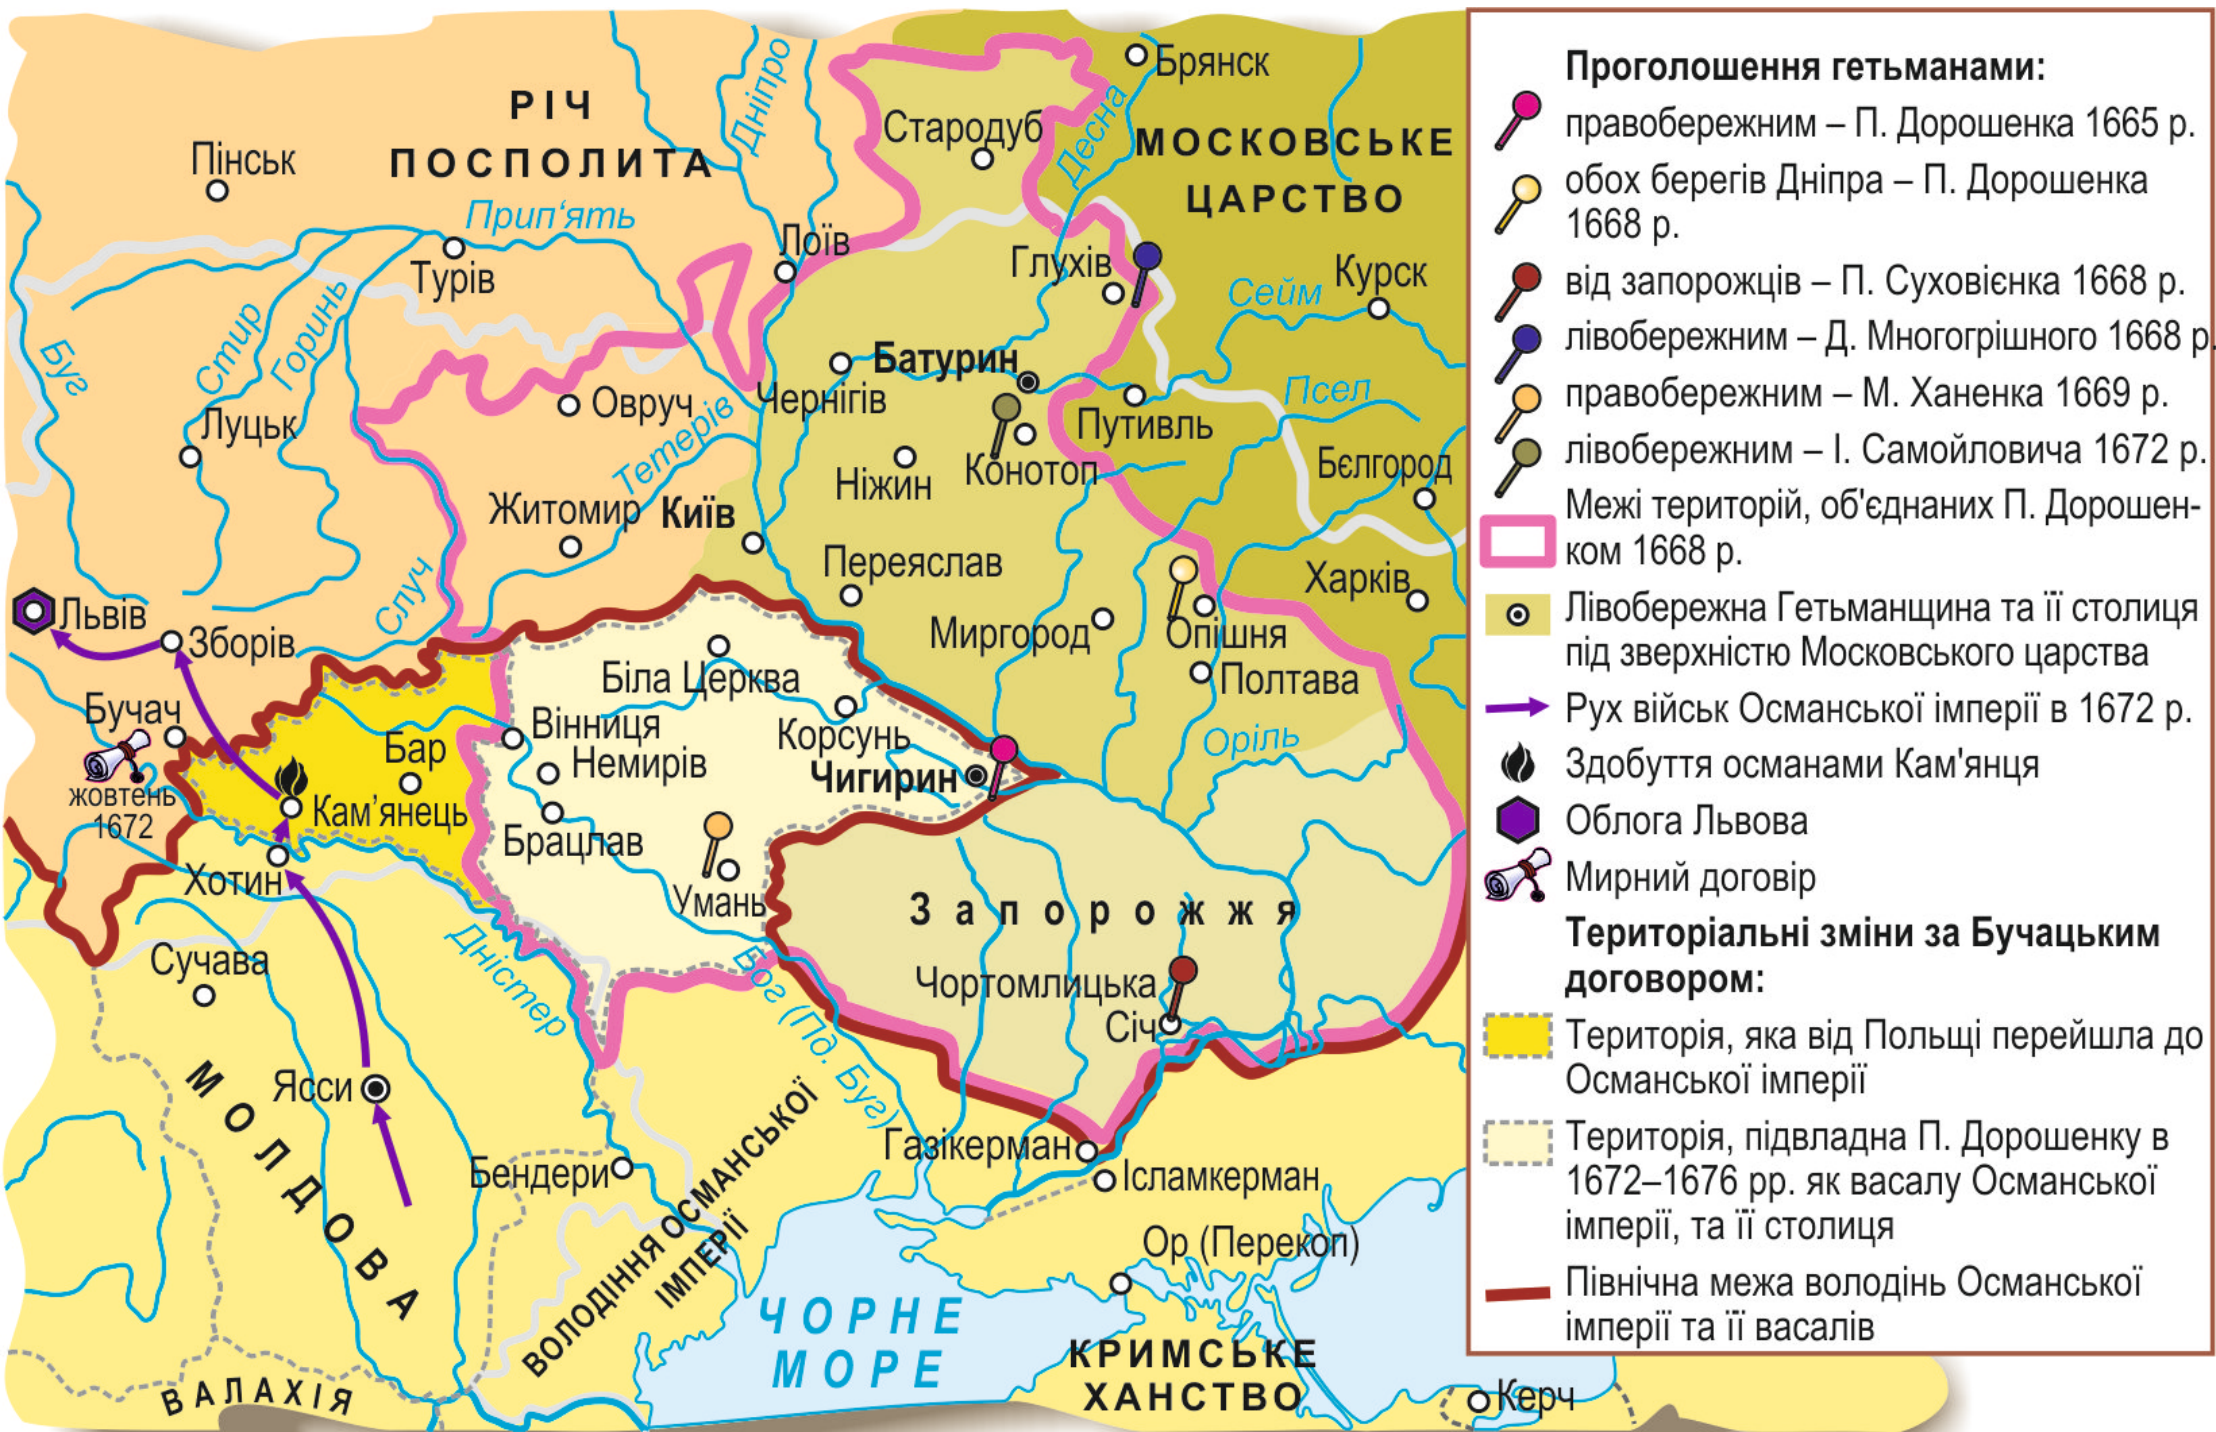 Брянск
Дніпро
РІЧ
ПОСПОЛИТА
Стародуб
Десна
МОСКОВСЬКЕ
ЦАРСТВО
Пінськ
Прип'ять
Турів
Лоїв
Глухів
Сейм
Курск
Буг
Стир
Горинь
Батурин
Чернігів
Псел
Овруч
Путивль
Луцьк
Тетерів
Ніжин
Конотоп
Бєлгород
Житомир
Київ
Переяслав
Харків
Случ
Львів
Зборів
Миргород
Опішня
Біла Церква
Полтава
Бучач
Вінниця
Корсунь
Оріль
Бар
Немирів
Чигирин
жовтень
1672
Кам'янець
Брацлав
Хотин
Умань
Запорожжя
Сучава
Дністер
Бог (Пд. Буг)
Чортомлицька
Січ
МОЛДОВА
Ясси
Газікерман
Бендери
Ісламкерман
ВОЛОДІННЯ ОСМАНСЬКОЇ
ІМПЕРІЇ
Ор (Перекоп)
ЧОРНЕ
МОРЕ
КРИМСЬКЕ
ХАНСТВО
ВАЛАХІЯ
Керч
Проголошення гетьманами:
правобережним – П. Дорошенка 1665 р.
обох берегів Дніпра – П. Дорошенка
1668 р.
від запорожців – П. Суховієнка 1668 р.
лівобережним – Д. Многогрішного 1668 р.
правобережним – М. Ханенка 1669 р.
лівобережним – І. Самойловича 1672 р.
Межі територій, об'єднаних П. Дорошен-
ком 1668 р.
Лівобережна Гетьманщина та її столиця
під зверхністю Московського царства
Рух військ Османської імперії в 1672 р.
Здобуття османами Кам'янця
Облога Львова
Мирний договір
Територіальні зміни за Бучацьким
договором:
Територія, яка від Польщі перейшла до
Османської імперії
Територія, підвладна П. Дорошенку в
1672–1676 рр. як васалу Османської
імперії, та її столиця
Північна межа володінь Османської
імперії та її васалів